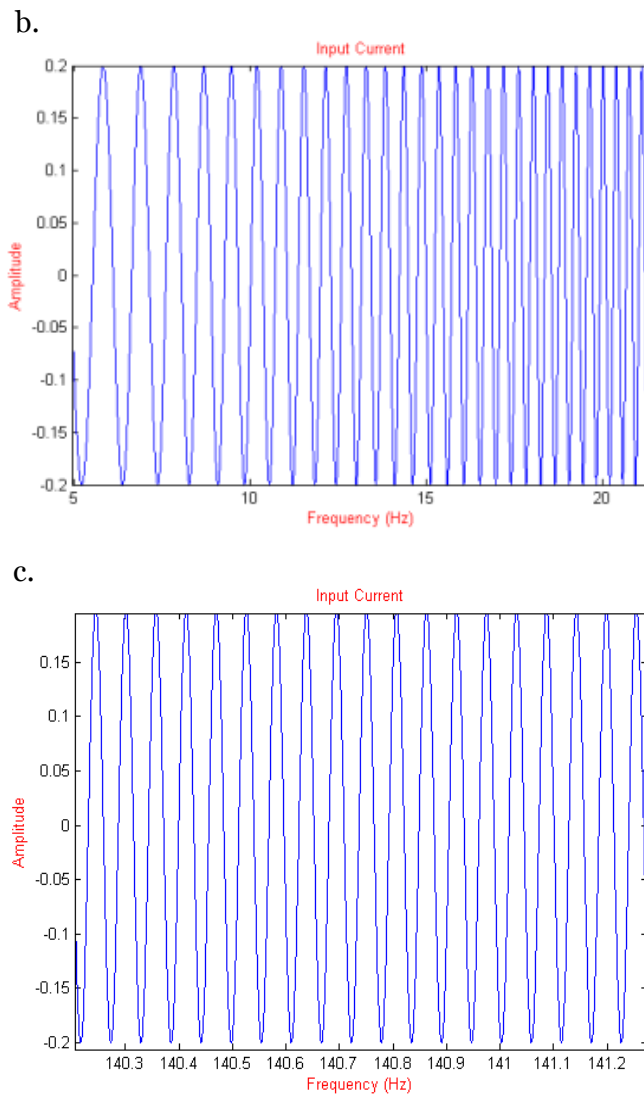 b.
Input Current
0.2
0.15
0.1
0.05
0
-0.05
-0.1
-0.15
-0.2
Amplitude
5 10 15 20
Frequency (Hz)
c.
Input Current
0.15
0.1
0.05
0
-0.05
-0.1
-0.15
-0.2
Amplitude
140.3 140.4 140.5 140.6 140.7 140.8 140.9 141 141.1 141.2
Frequency (Hz)